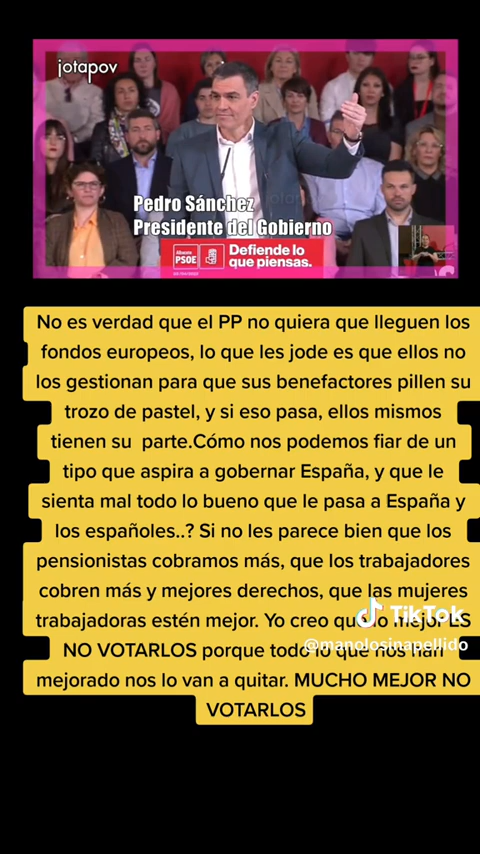 jotapov
Pedro Sánchez
Presidente del Gobierno
PSOE
PSOE
Defiende lo
que piensas.
No es verdad que el PP no quiera que lleguen los
fondos europeos, lo que les jode es que ellos no
los gestionan para que sus benefactores pillen su
trozo de pastel, y si eso pasa, ellos mismos
tienen su parte.Cómo nos podemos fiar de un
tipo que aspira a gobernar España, y que le
sienta mal todo lo bueno que le pasa a España y
los españoles..? Si no les parece bien que los
pensionistas cobramos más, que los trabajadores
cobren más y mejores derechos, que las mujeres
trabajadoras estén mejor. Yo creo que lo mejor ES
TikTok
NO VOTARLOS porque todo lo que nos han
@manolosinapellido
mejorado nos lo van a quitar. MUCHO MEJOR NO
VOTARLOS